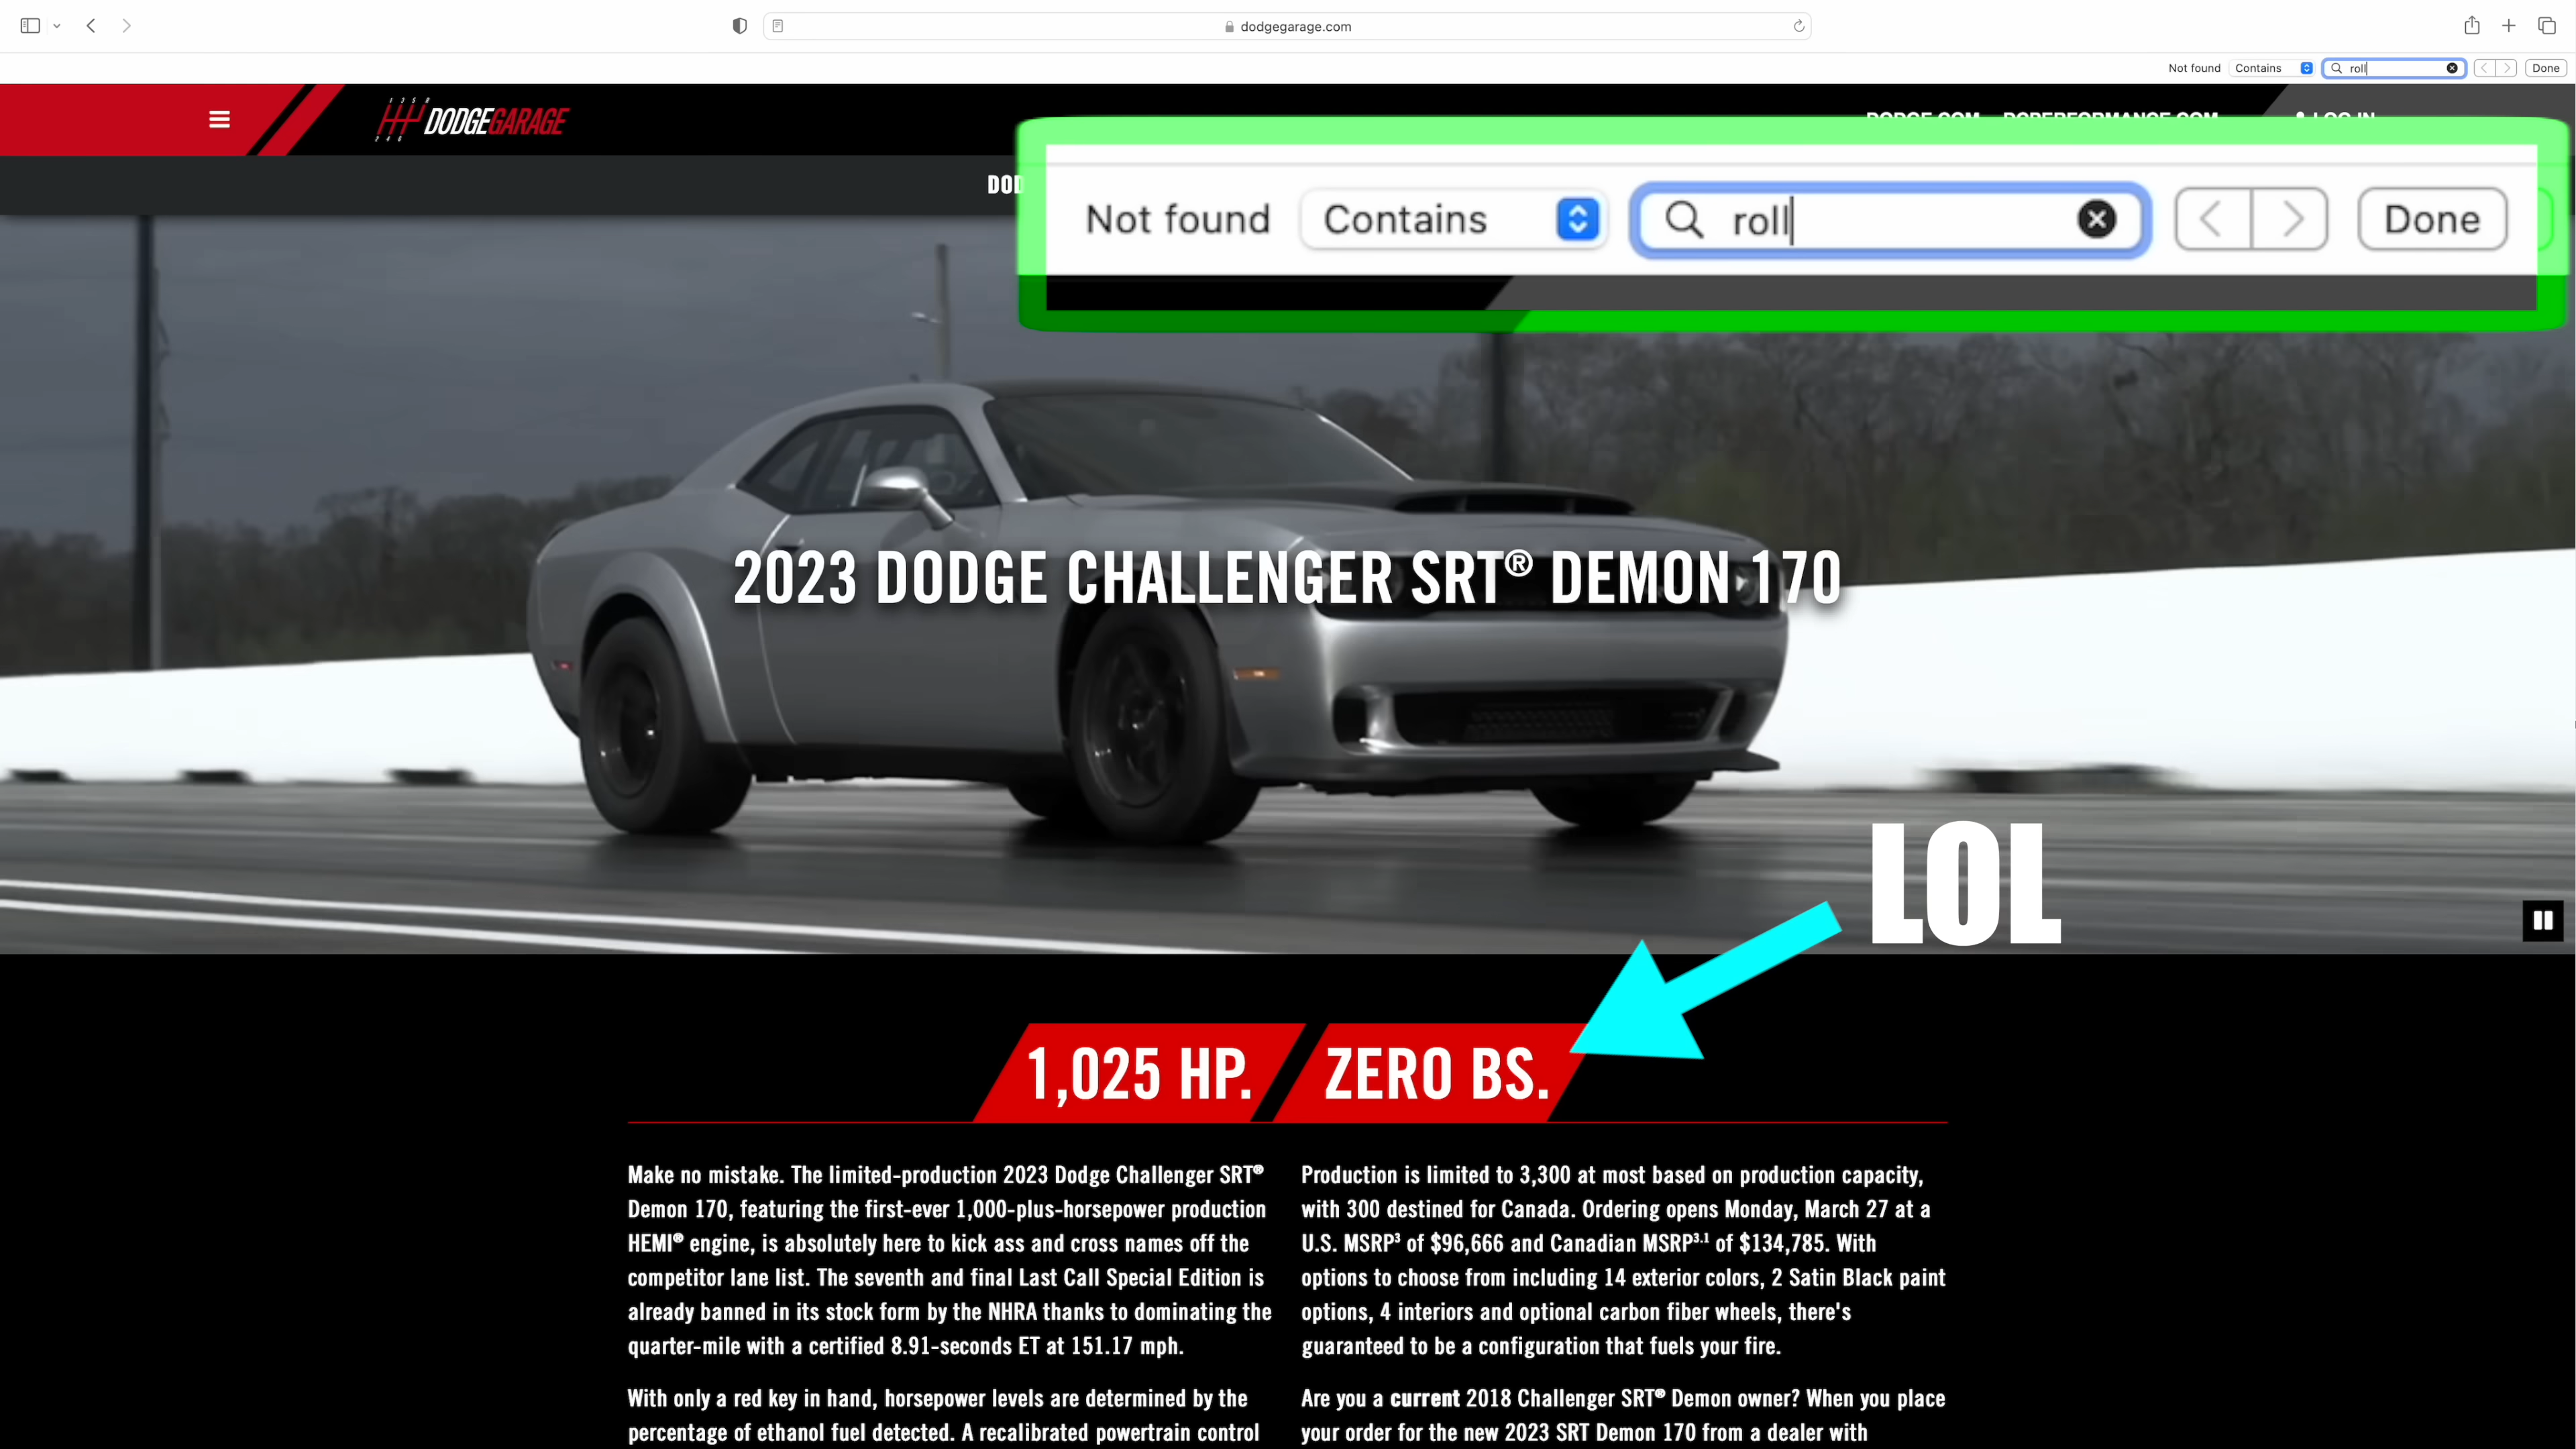 dodgegarage.com
Not found Contains roll Done
1 3 5 R
DODGEGARAGE
2 4 6
DODGE.COM DCPERFORMANCE.COM LOG IN
Not found Contains roll Done
2023 DODGE CHALLENGER SRT® DEMON 170
LOL
1,025 HP. ZERO BS.
Make no mistake. The limited-production 2023 Dodge Challenger SRT®
Demon 170, featuring the first-ever 1,000-plus-horsepower production
HEMI® engine, is absolutely here to kick ass and cross names off the
competitor lane list. The seventh and final Last Call Special Edition is
already banned in its stock form by the NHRA thanks to dominating the
quarter-mile with a certified 8.91-seconds ET at 151.17 mph.
With only a red key in hand, horsepower levels are determined by the
percentage of ethanol fuel detected. A recalibrated powertrain control
Production is limited to 3,300 at most based on production capacity,
with 300 destined for Canada. Ordering opens Monday, March 27 at a
U.S. MSRP³ of $96,666 and Canadian MSRP³·¹ of $134,785. With
options to choose from including 14 exterior colors, 2 Satin Black paint
options, 4 interiors and optional carbon fiber wheels, there's
guaranteed to be a configuration that fuels your fire.
Are you a current 2018 Challenger SRT® Demon owner? When you place
your order for the new 2023 SRT Demon 170 from a dealer with